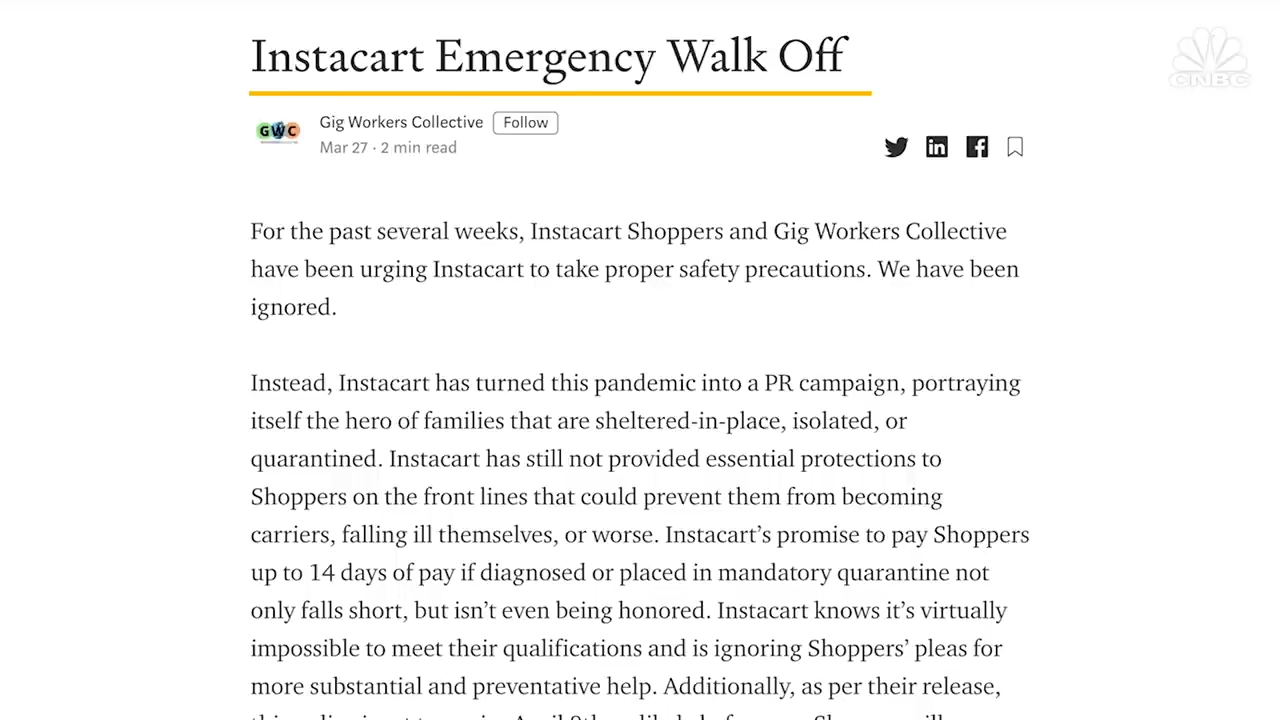 Instacart Emergency Walk Off
CNBC
GWC
Gig Workers Collective Follow
Mar 27 · 2 min read
For the past several weeks, Instacart Shoppers and Gig Workers Collective
have been urging Instacart to take proper safety precautions. We have been
ignored.
Instead, Instacart has turned this pandemic into a PR campaign, portraying
itself the hero of families that are sheltered-in-place, isolated, or
quarantined. Instacart has still not provided essential protections to
Shoppers on the front lines that could prevent them from becoming
carriers, falling ill themselves, or worse. Instacart’s promise to pay Shoppers
up to 14 days of pay if diagnosed or placed in mandatory quarantine not
only falls short, but isn’t even being honored. Instacart knows it’s virtually
impossible to meet their qualifications and is ignoring Shoppers’ pleas for
more substantial and preventative help. Additionally, as per their release,